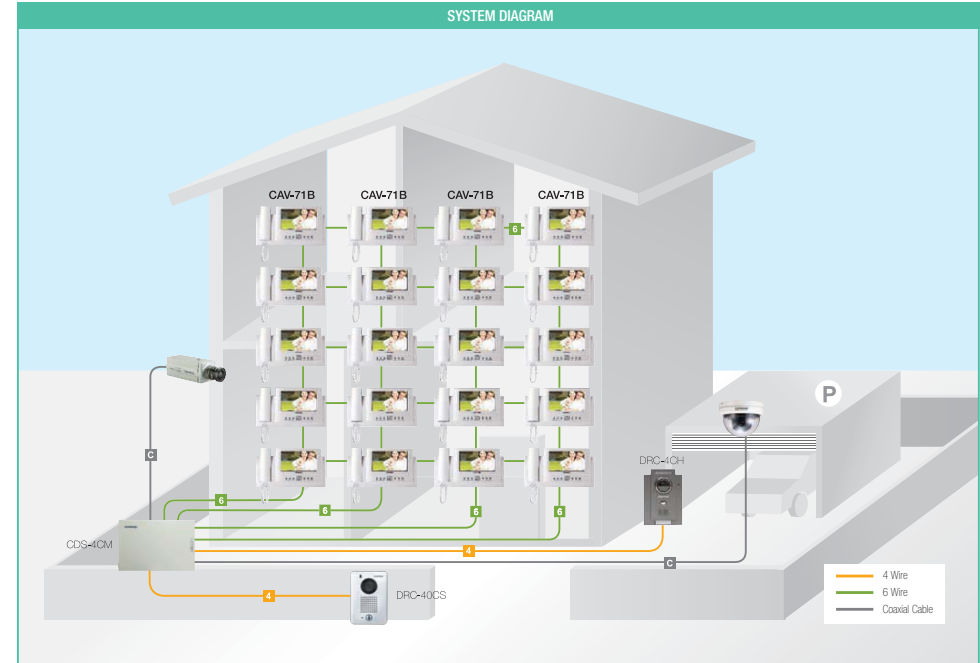 SYSTEM DIAGRAM
CAV-71B
CAV-71B
CAV-71B
CAV-71B
6
P
C
DRC-4CH
6
6
6
6
CDS-4CM
4
C
4
DRC-40CS
4 Wire
6 Wire
Coaxial Cable